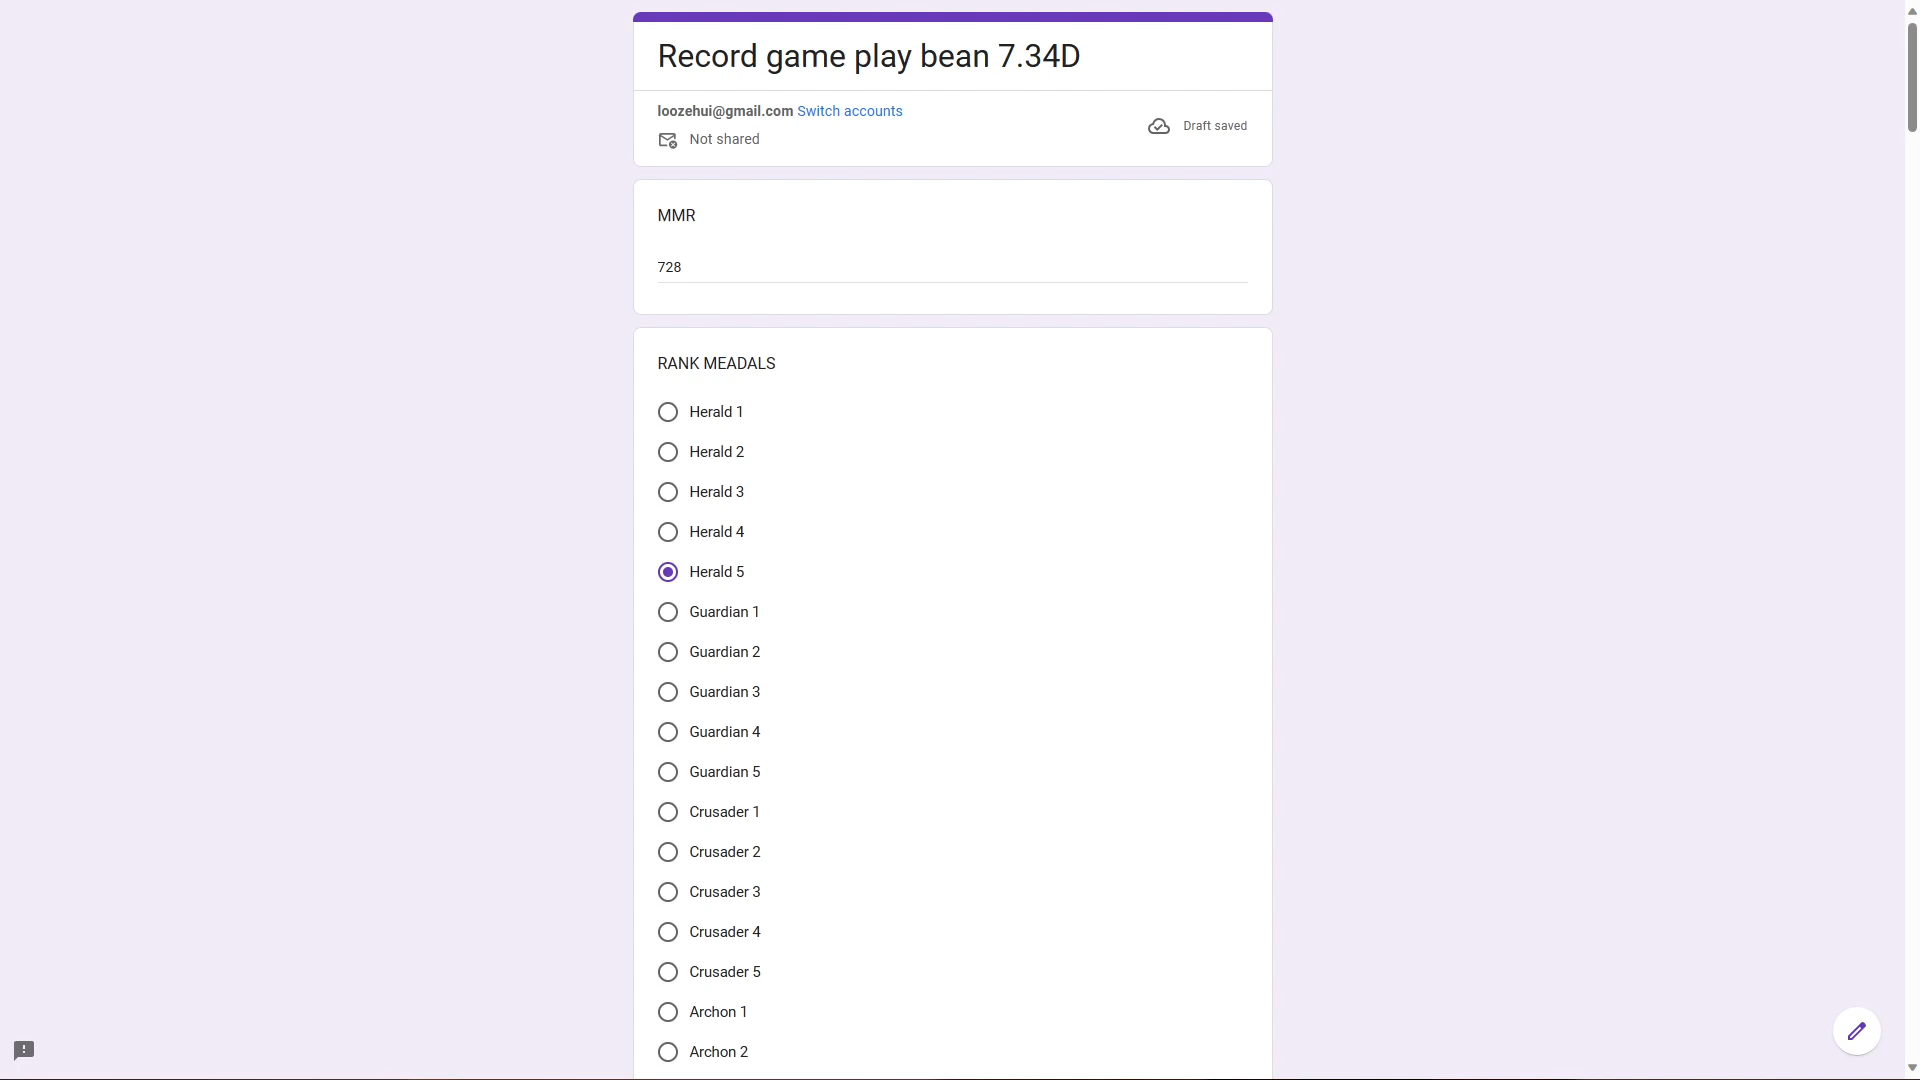 Record game play bean 7.34D
loozehui@gmail.com Switch accounts
Not shared
Draft saved
MMR
728
RANK MEADALS
Herald 1
Herald 2
Herald 3
Herald 4
Herald 5
Guardian 1
Guardian 2
Guardian 3
Guardian 4
Guardian 5
Crusader 1
Crusader 2
Crusader 3
Crusader 4
Crusader 5
Archon 1
Archon 2